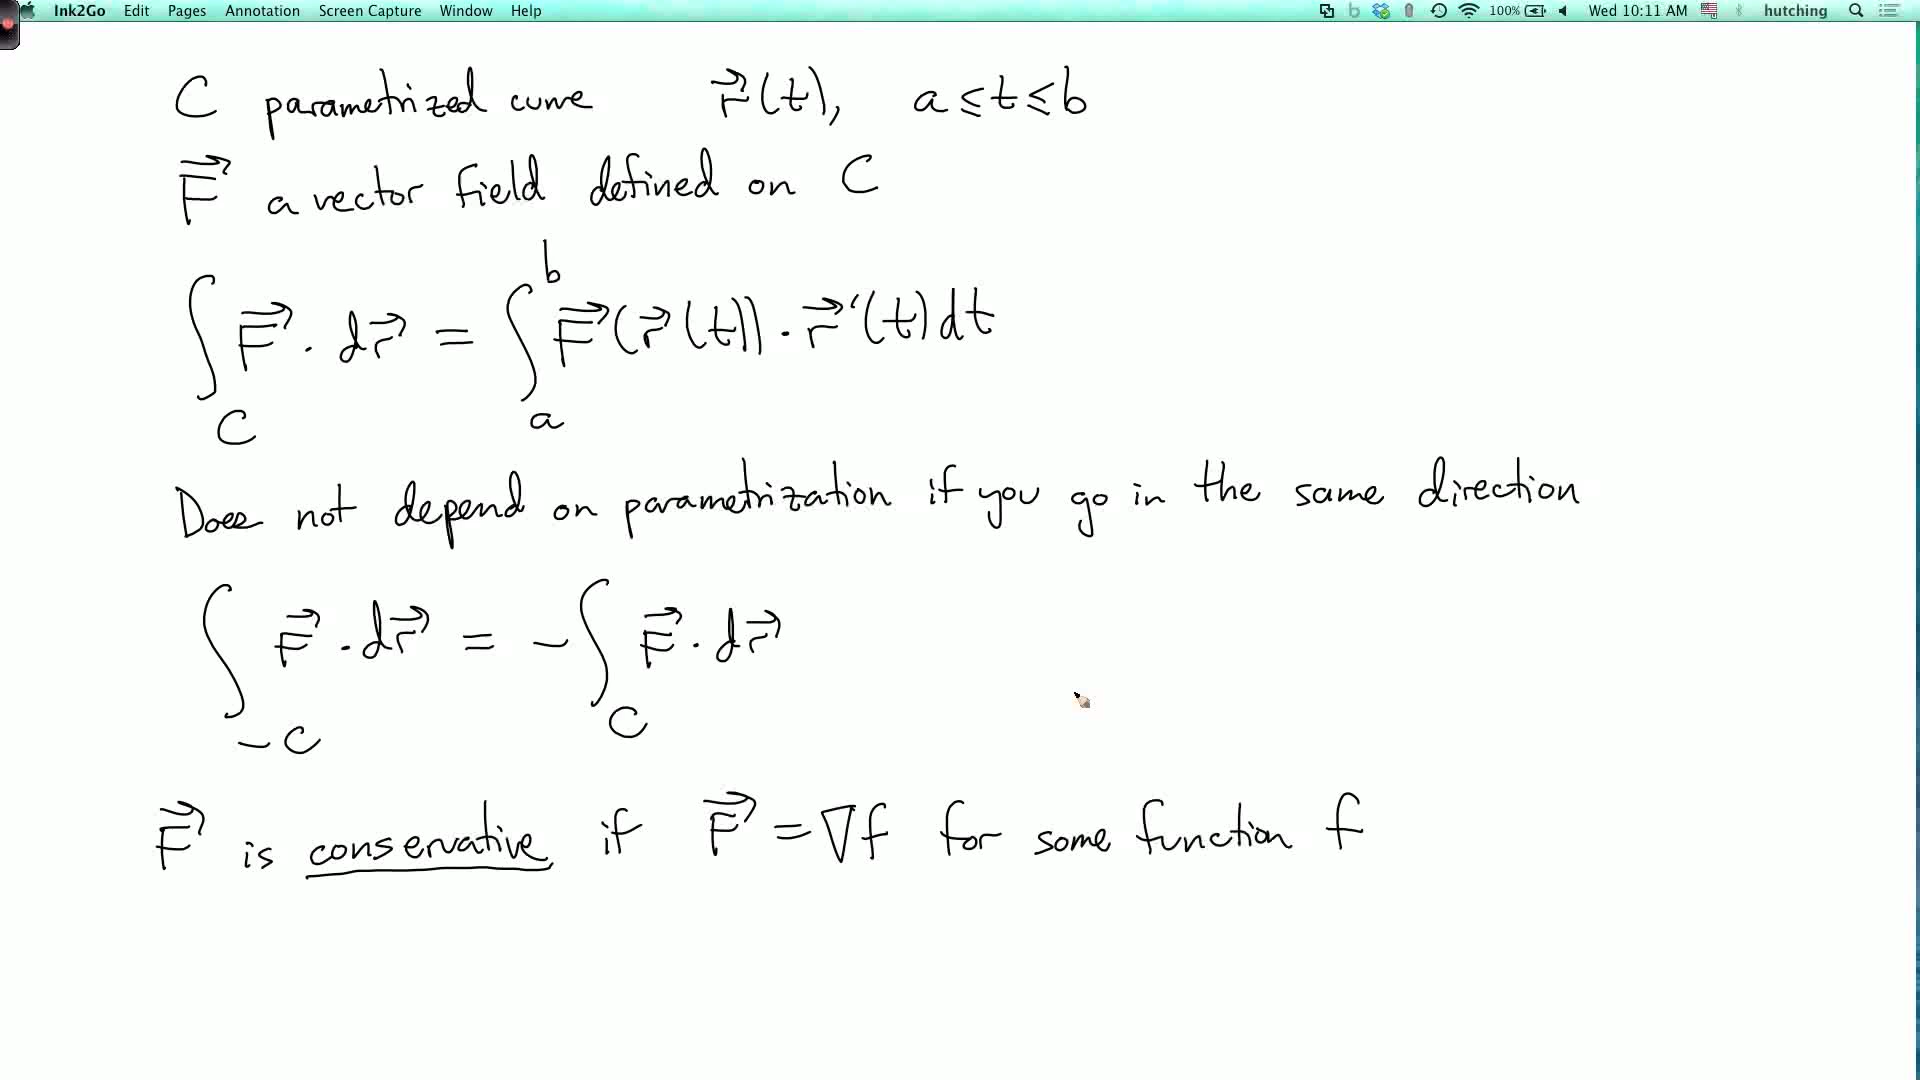 Ink2Go Edit Pages Annotation Screen Capture Window Help 100% Wed 10:11 AM hutching
C parametrized curve r⃗(t), a ≤ t ≤ b
F⃗ a vector field defined on C
∫_C F⃗ · dr⃗ = ∫_a^b F⃗(r⃗(t)) · r⃗'(t) dt
Does not depend on parametrization if you go in the same direction
∫_{-C} F⃗ · dr⃗ = -∫_C F⃗ · dr⃗
F⃗ is conservative if F⃗ = ∇f for some function f